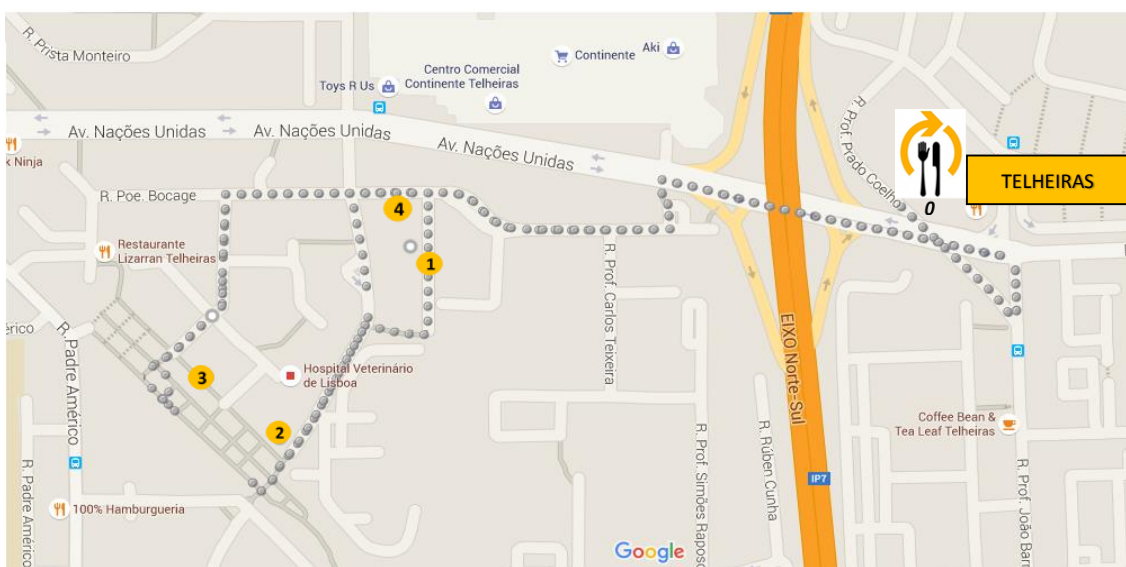 R. Prista Monteiro
Toys R Us
Centro Comercial
Continente Telheiras
Continente
Aki
Av. Nações Unidas
Av. Nações Unidas
Av. Nações Unidas
x Ninja
R. Prof. Prado Coelho
TELHEIRAS
0
R. Poe. Bocage
4
1
Restaurante
Lizarran Telheiras
R. Prof. Carlos Teixeira
EIXO Norte-Sul
érico
R. Padre Américo
3
Hospital Veterinário
de Lisboa
2
Coffee Bean &
Tea Leaf Telheiras
R. Padre Américo
100% Hamburgueria
R. Prof. Simões Raposo
R. Rúben Cunha
IP7
R. Prof. João Barr
Google